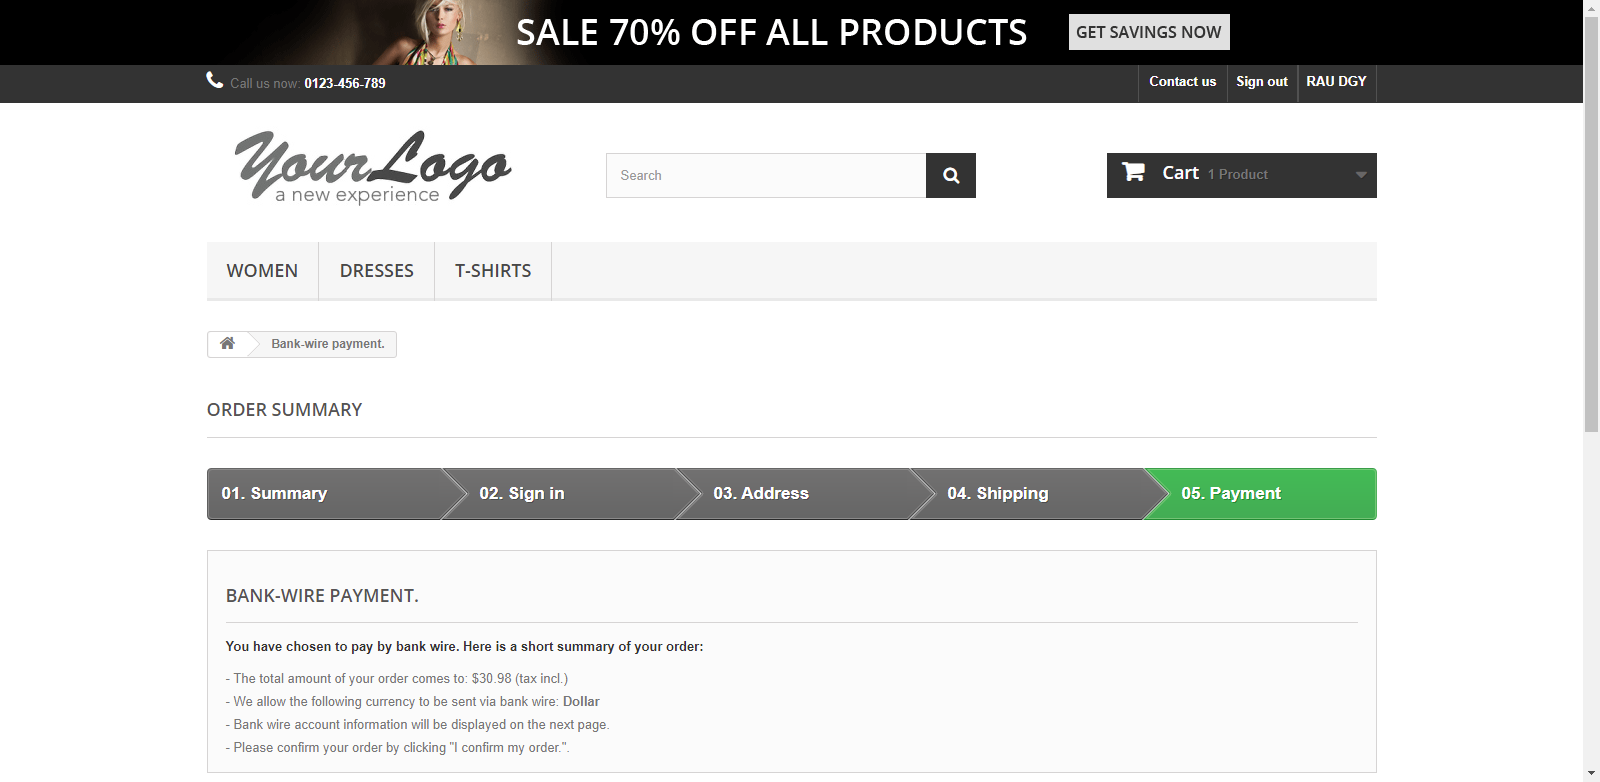 SALE 70% OFF ALL PRODUCTS GET SAVINGS NOW
Call us now: 0123-456-789 Contact us Sign out RAU DGY
YourLogo
a new experience
Search Cart 1 Product
WOMEN DRESSES T-SHIRTS
Bank-wire payment.
ORDER SUMMARY
01. Summary 02. Sign in 03. Address 04. Shipping 05. Payment
BANK-WIRE PAYMENT.
You have chosen to pay by bank wire. Here is a short summary of your order:
- The total amount of your order comes to: $30.98 (tax incl.)
- We allow the following currency to be sent via bank wire: Dollar
- Bank wire account information will be displayed on the next page.
- Please confirm your order by clicking "I confirm my order.".